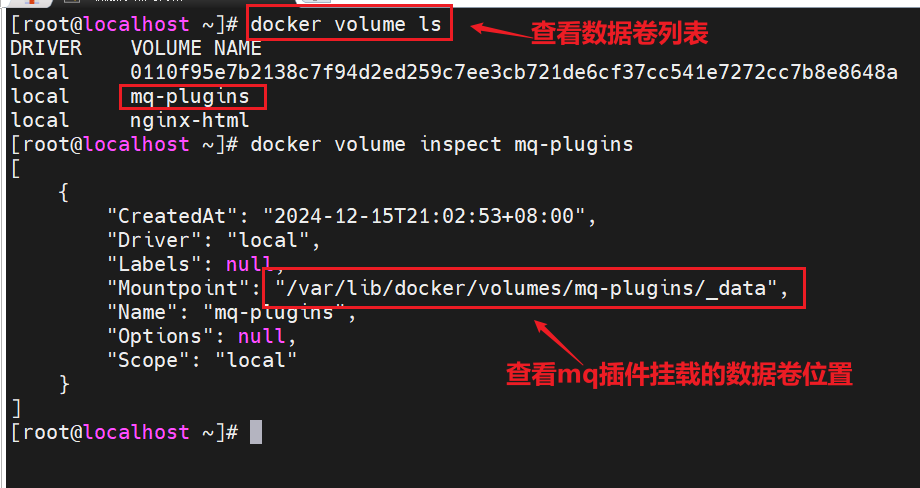 [root@localhost ~]# docker volume ls
查看数据卷列表
DRIVER    VOLUME NAME
local     0110f95e7b2138c7f94d2ed259c7ee3cb721de6cf37cc541e7272cc7b8e8648a
local     mq-plugins
local     nginx-html
[root@localhost ~]# docker volume inspect mq-plugins
[
    {
        "CreatedAt": "2024-12-15T21:02:53+08:00",
        "Driver": "local",
        "Labels": null,
        "Mountpoint": "/var/lib/docker/volumes/mq-plugins/_data",
        "Name": "mq-plugins",
        "Options": null,
        "Scope": "local"
查看mq插件挂载的数据卷位置
    }
]
[root@localhost ~]#